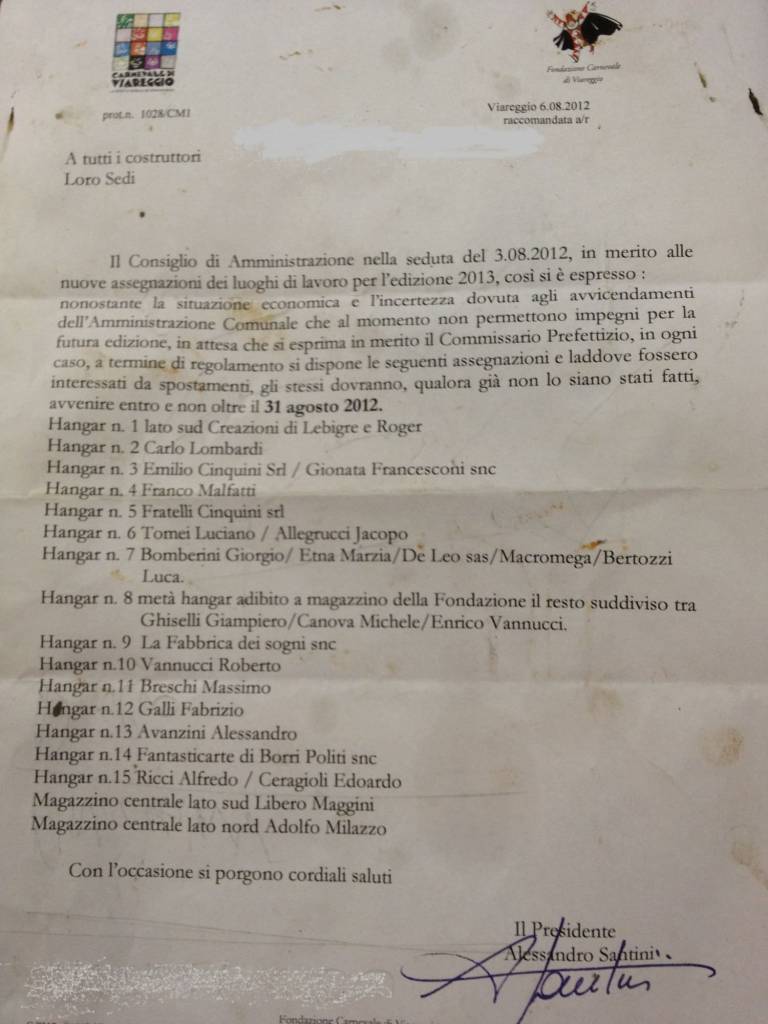 CARNEVALE DI
VIAREGGIO
Fondazione Carnevale
di Viareggio
prot.n. 1028/CM1
Viareggio 6.08.2012
raccomandata a/r
A tutti i costruttori
Loro Sedi
Il Consiglio di Amministrazione nella seduta del 3.08.2012, in merito alle
nuove assegnazioni dei luoghi di lavoro per l'edizione 2013, così si è espresso :
nonostante la situazione economica e l'incertezza dovuta agli avvicendamenti
dell'Amministrazione Comunale che al momento non permettono impegni per la
futura edizione, in attesa che si esprima in merito il Commissario Prefettizio, in ogni
caso, a termine di regolamento si dispone le seguenti assegnazioni e laddove fossero
interessati da spostamenti, gli stessi dovranno, qualora già non lo siano stati fatti,
avvenire entro e non oltre il 31 agosto 2012.
Hangar n. 1 lato sud Creazioni di Lebigre e Roger
Hangar n. 2 Carlo Lombardi
Hangar n. 3 Emilio Cinquini Srl / Gionata Francesconi snc
Hangar n. 4 Franco Malfatti
Hangar n. 5 Fratelli Cinquini srl
Hangar n. 6 Tomei Luciano / Allegrucci Jacopo
Hangar n. 7 Bomberini Giorgio/ Etna Marzia/De Leo sas/Macromega/Bertozzi
Luca.
Hangar n. 8 metà hangar adibito a magazzino della Fondazione il resto suddiviso tra
Ghiselli Giampiero/Canova Michele/Enrico Vannucci.
Hangar n. 9 La Fabbrica dei sogni snc
Hangar n.10 Vannucci Roberto
Hangar n.11 Breschi Massimo
Hangar n.12 Galli Fabrizio
Hangar n.13 Avanzini Alessandro
Hangar n.14 Fantasticarte di Borri Politi snc
Hangar n.15 Ricci Alfredo / Ceragioli Edoardo
Magazzino centrale lato sud Libero Maggini
Magazzino centrale lato nord Adolfo Milazzo
Con l'occasione si porgono cordiali saluti
Il Presidente
Alessandro Santini
Fondazione Carnevale di